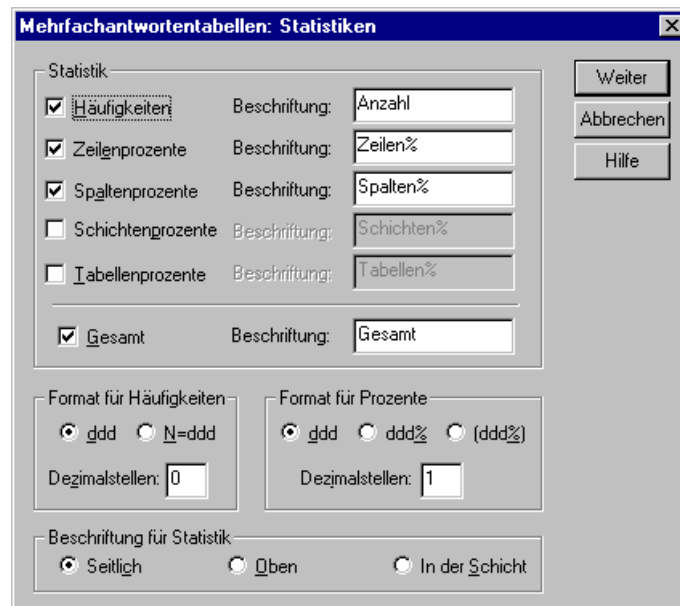 Mehrfachantwortentabellen: Statistiken
Statistik
Häufigkeiten Beschriftung: Anzahl
Zeilenprozente Beschriftung: Zeilen%
Spaltenprozente Beschriftung: Spalten%
Schichtenprozente Beschriftung: Schichten%
Tabellenprozente Beschriftung: Tabellen%
Gesamt Beschriftung: Gesamt
Weiter
Abbrechen
Hilfe
Format für Häufigkeiten
ddd N=ddd
Dezimalstellen: 0
Format für Prozente
ddd ddd% (ddd%)
Dezimalstellen: 1
Beschriftung für Statistik
Seitlich Oben In der Schicht